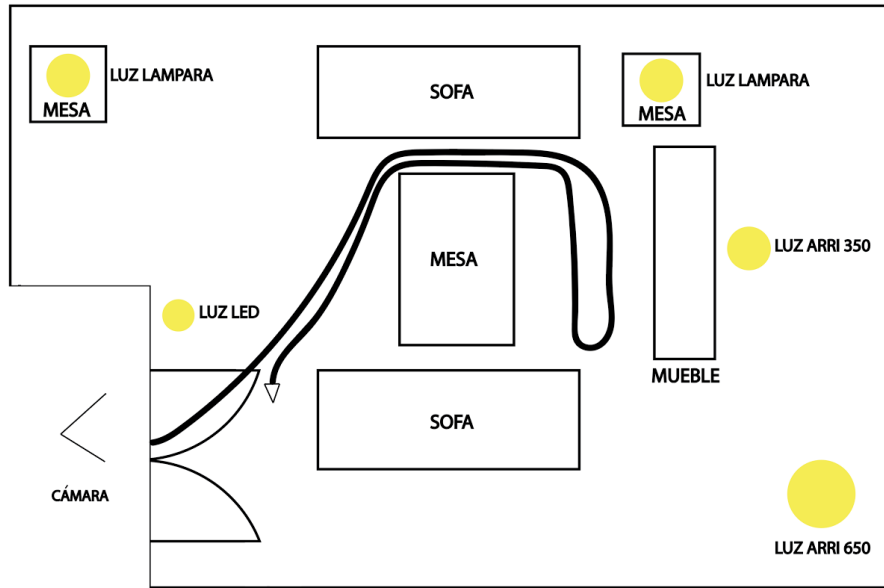 LUZ LAMPARA
MESA
SOFA
LUZ LAMPARA
MESA
MESA
LUZ ARRI 350
LUZ LED
MUEBLE
SOFA
CÁMARA
LUZ ARRI 650